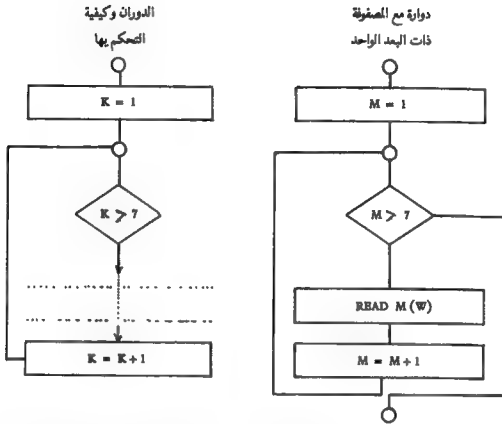 الدوران وكيفية
التحكم بها
K = 1
K > 7
K = K+1
دوارة مع المصفوفة
ذات البعد الواحد
M = 1
M > 7
READ M(W)
M = M+1